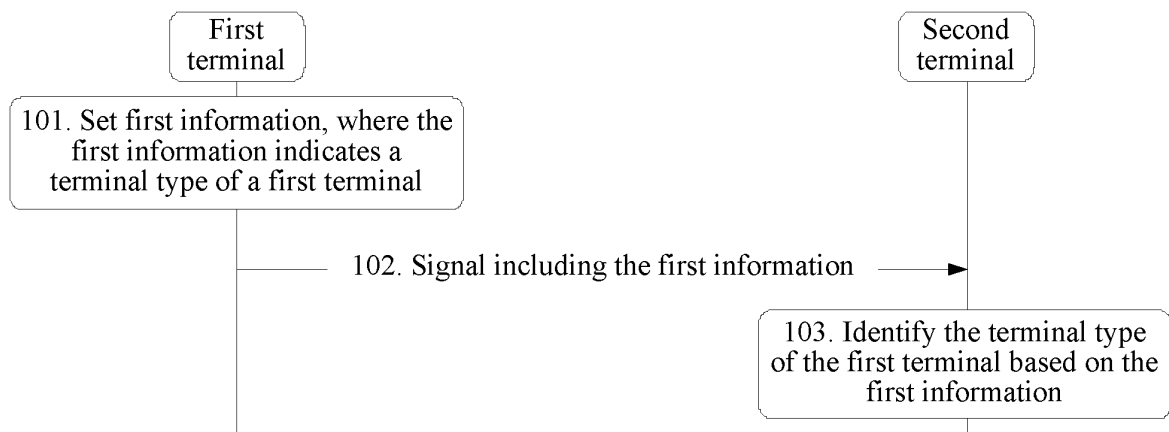 First
terminal
Second
terminal
101. Set first information, where the
first information indicates a
terminal type of a first terminal
102. Signal including the first information
103. Identify the terminal type
of the first terminal based on the
first information